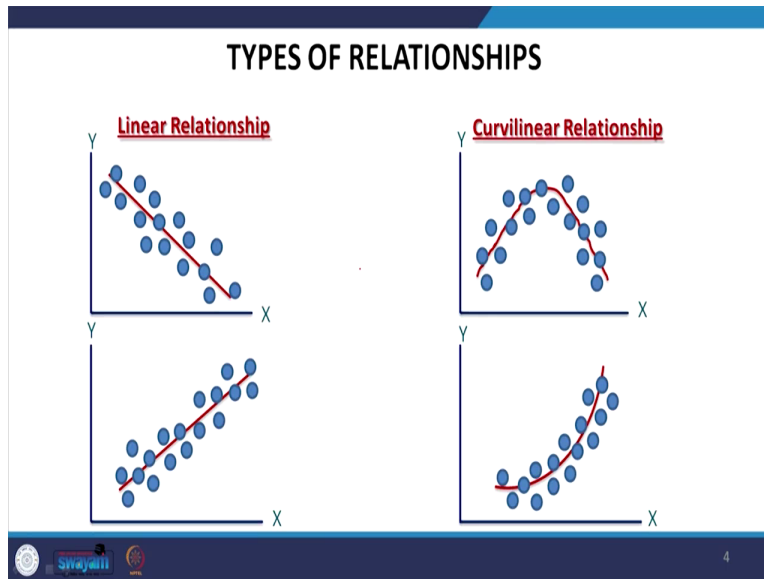 TYPES OF RELATIONSHIPS
Linear Relationship
Curvilinear Relationship
Y
Y
X
X
Y
Y
X
X
swayam
4